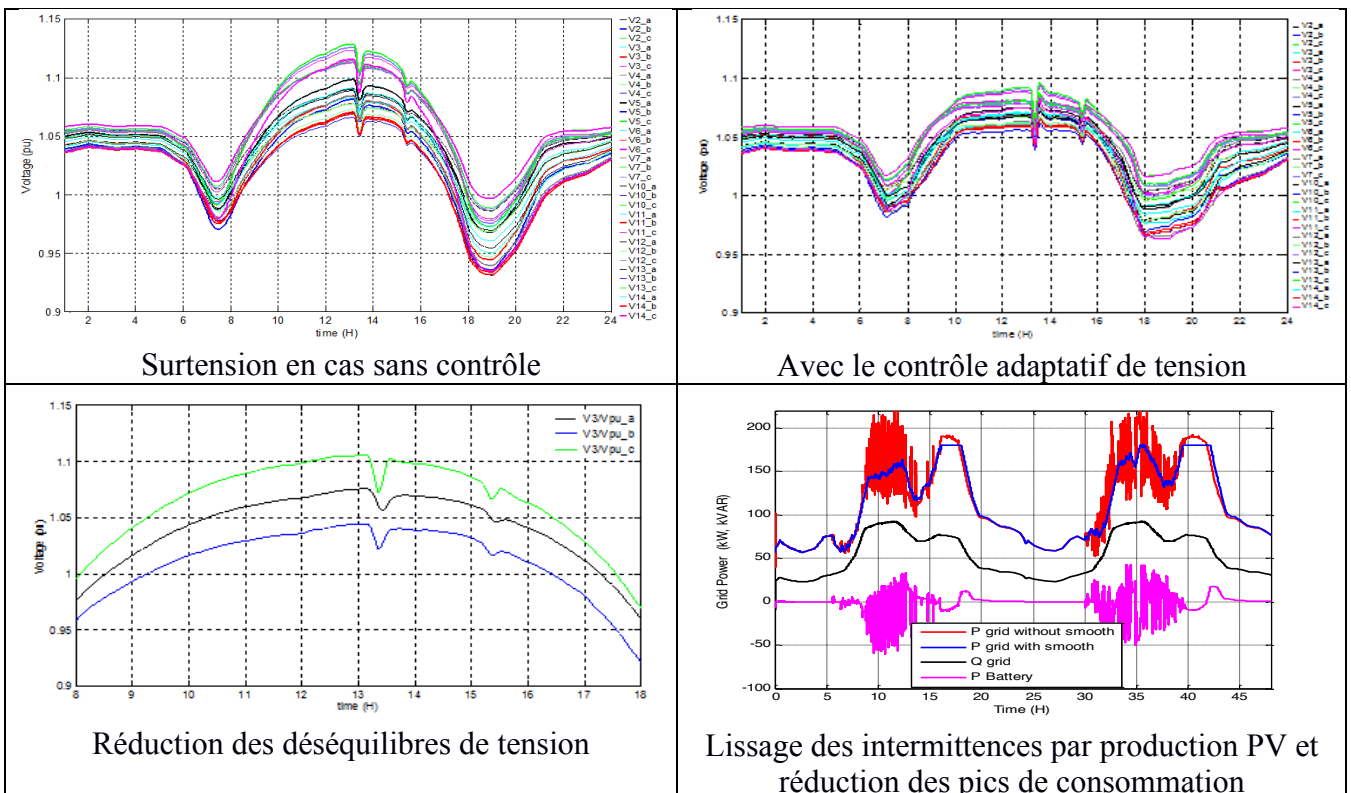 1.15
1.1
1.05
1
0.95
0.9
Voltage (pu)
2 4 6 8 10 12 14 16 18 20 22 24
time (H)
V2_a
V2_b
V2_c
V3_a
V3_b
V3_c
V4_a
V4_b
V4_c
V5_a
V5_b
V5_c
V6_a
V6_b
V6_c
V7_a
V7_b
V7_c
V10_a
V10_b
V10_c
V11_a
V11_b
V11_c
V12_a
V12_b
V12_c
V13_a
V13_b
V13_c
V14_a
V14_b
V14_c
Surtension en cas sans contrôle
1.15
1.10
1.05
1
0.95
0.9
Voltage (pu)
2 4 6 8 10 12 14 16 18 20 22 24
time (H)
Avec le contrôle adaptatif de tension
1.15
1.1
1.05
1
0.95
0.9
Voltage (pu)
8 9 10 11 12 13 14 15 16 17 18
time (H)
V3/Vpu_a
V3/Vpu_b
V3/Vpu_c
Réduction des déséquilibres de tension
200
150
100
50
0
-50
-100
Grid Power (kW, kVAR)
0 5 10 15 20 25 30 35 40 45
Time (H)
P grid without smooth
P grid with smooth
Q grid
P Battery
Lissage des intermittences par production PV et
réduction des pics de consommation